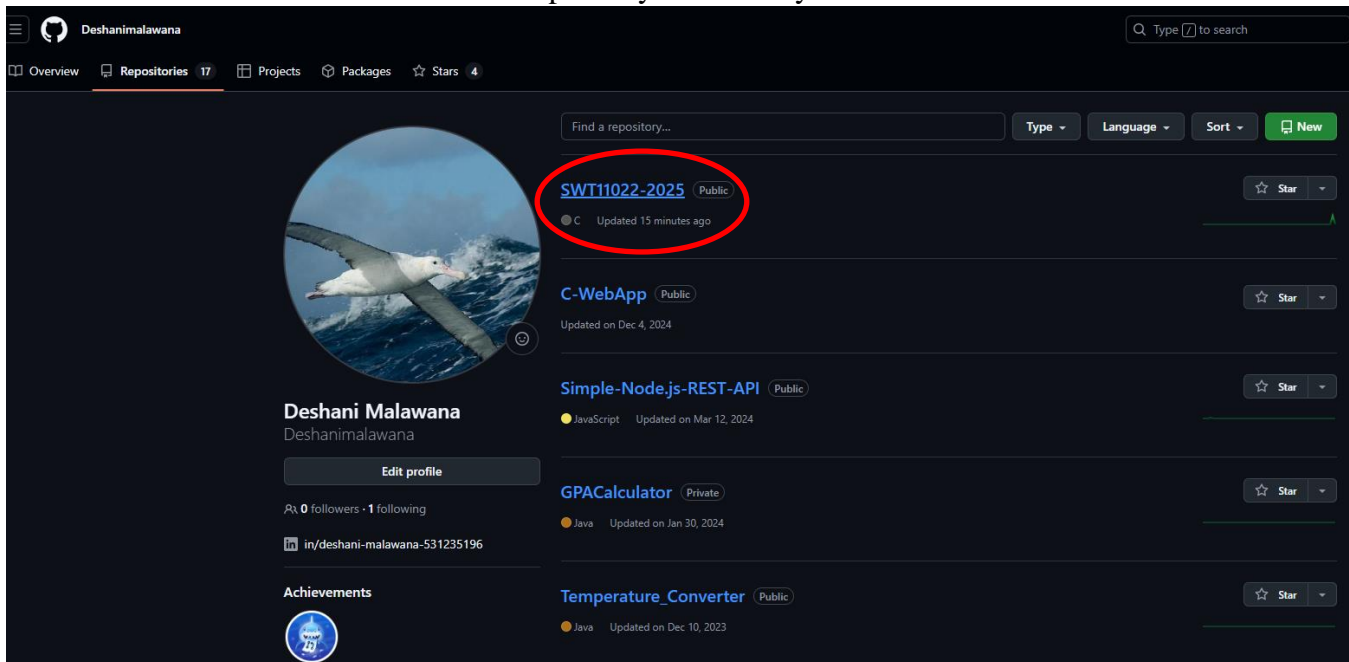 Deshanimalawana
Type / to search
Overview Repositories 17 Projects Packages Stars 4
Find a repository... Type Language Sort New
SWT11022-2025 Public Star
C Updated 15 minutes ago
C-WebApp Public Star
Updated on Dec 4, 2024
Simple-Node.js-REST-API Public Star
JavaScript Updated on Mar 12, 2024
Deshani Malawana
Deshanimalawana
Edit profile
GPACalculator Private Star
0 followers · 1 following
Java Updated on Jan 30, 2024
in in/deshani-malawana-531235196
Achievements
Temperature_Converter Public Star
Java Updated on Dec 10, 2023